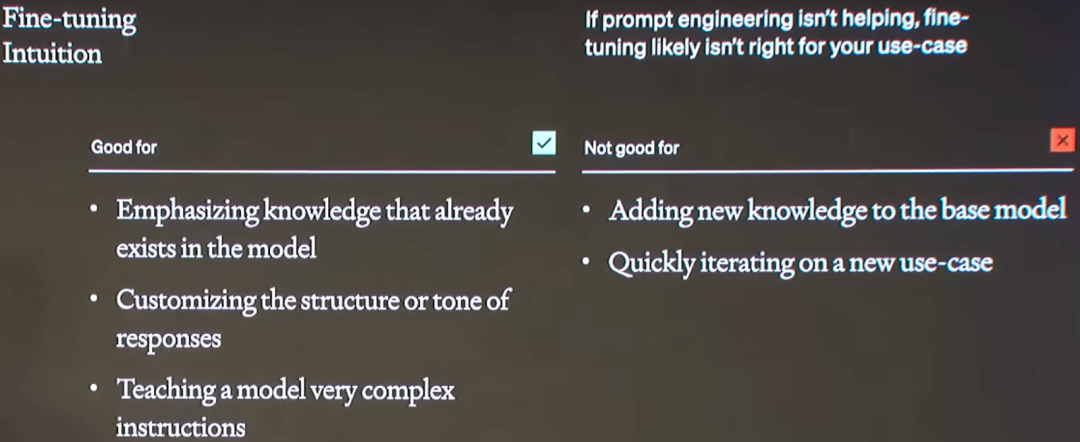 Fine-tuning
Intuition
If prompt engineering isn't helping, fine-
tuning likely isn't right for your use-case
Good for
Emphasizing knowledge that already
exists in the model
Customizing the structure or tone of
responses
Teaching a model very complex
instructions
Not good for
Adding new knowledge to the base model
Quickly iterating on a new use-case